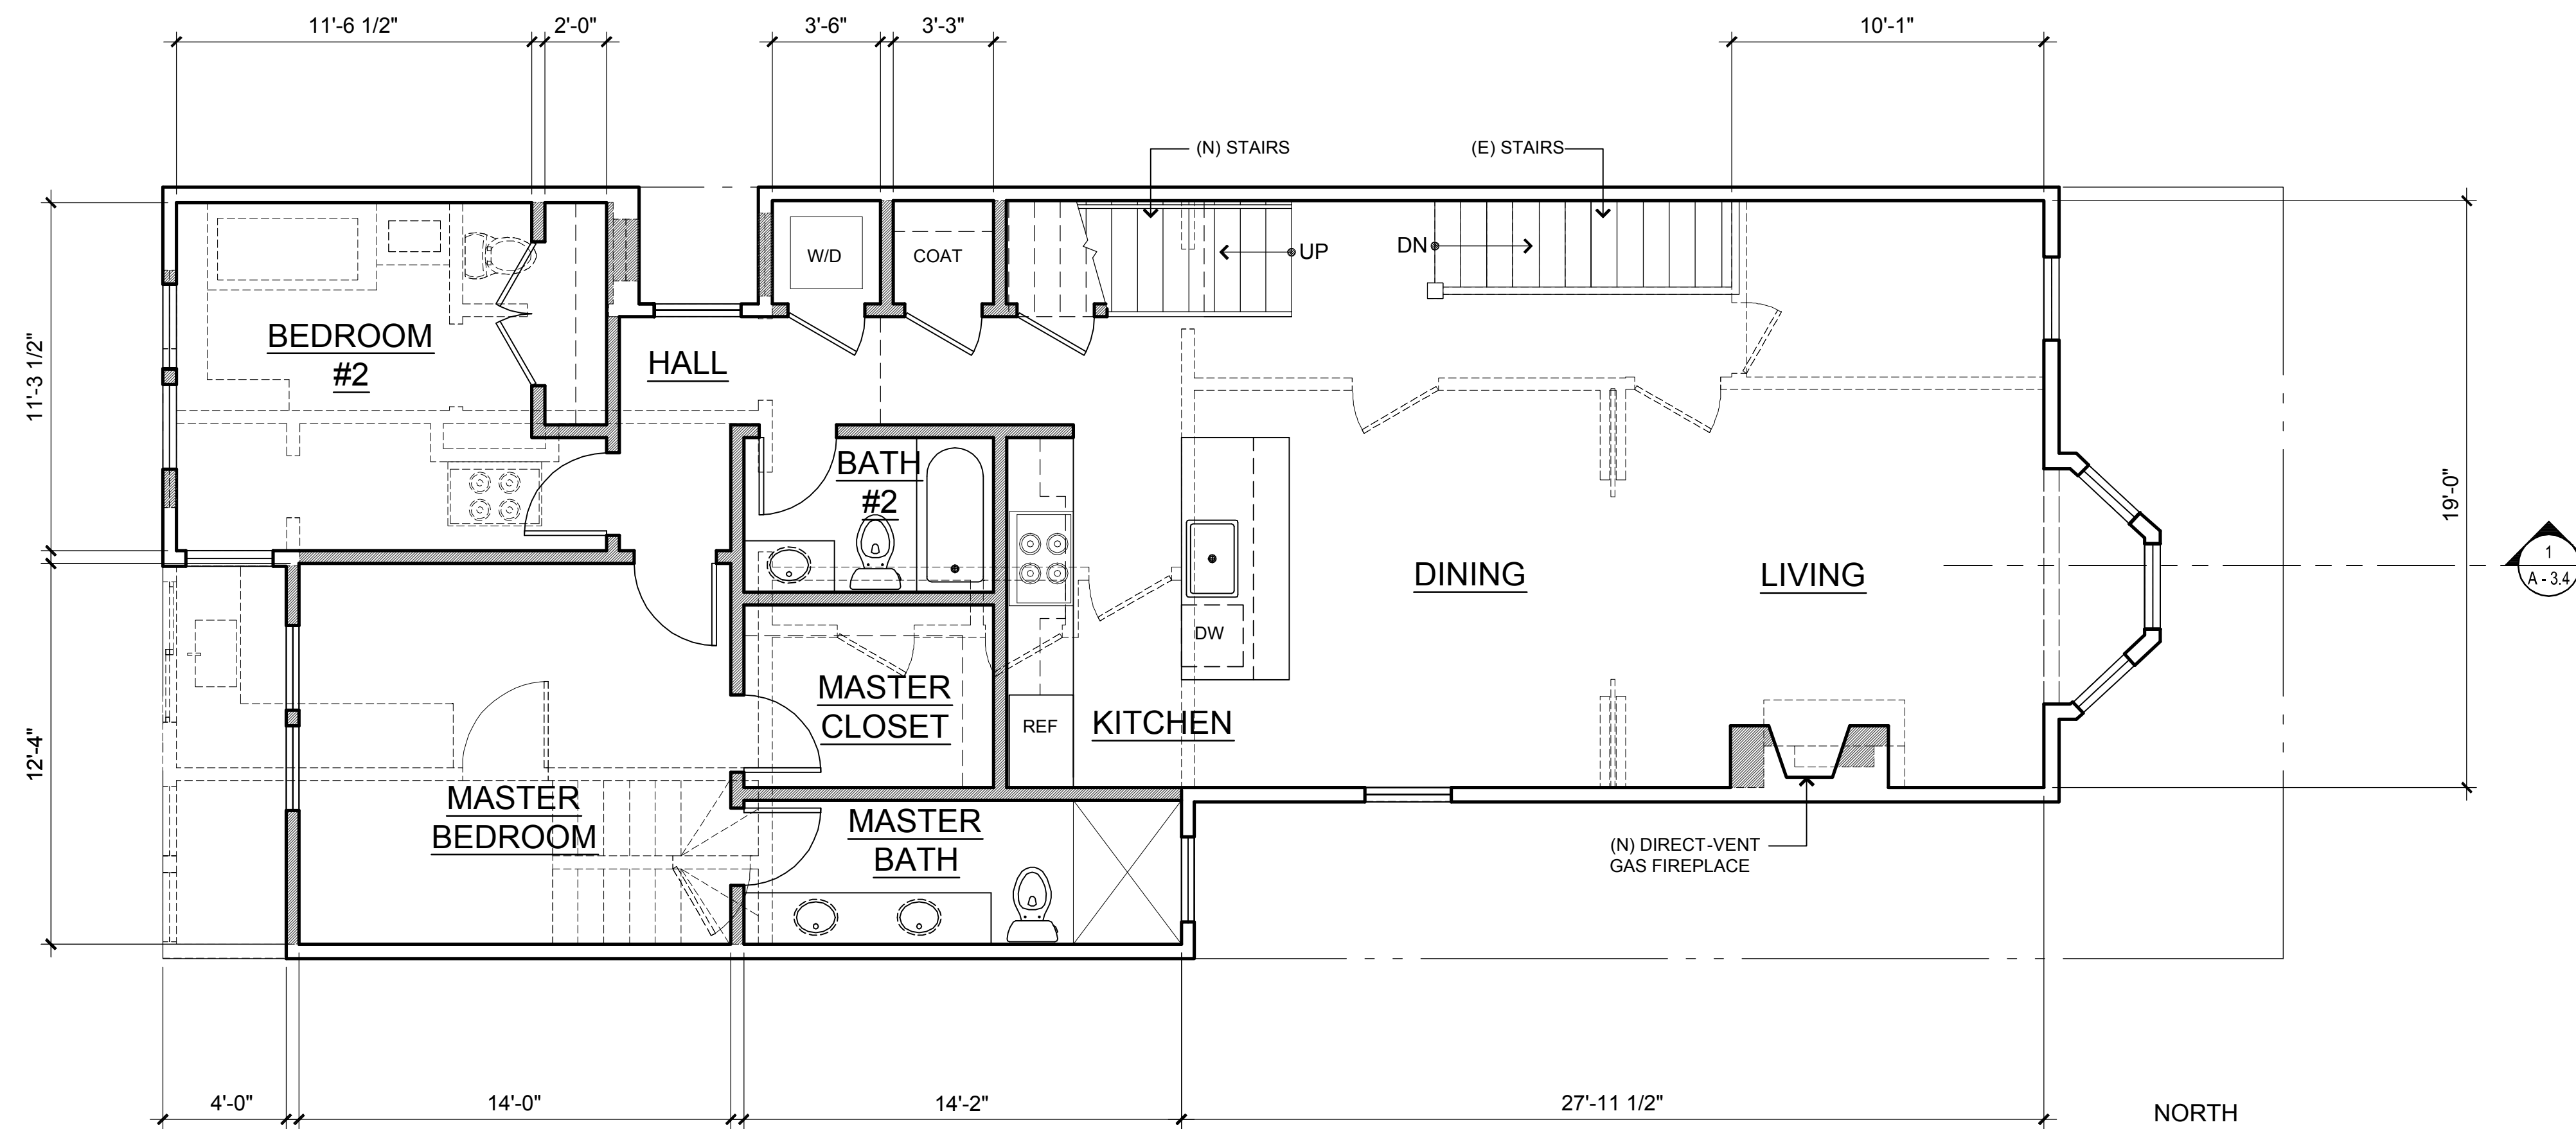 11'-6 1/2"
2'-0"
3'-6"
3'-3"
10'-1"
(N) STAIRS
(E) STAIRS
W/D
COAT
UP
DN
BEDROOM
#2
HALL
11'-3 1/2"
BATH
#2
19'-0"
1
A - 3.4
DINING
LIVING
DW
MASTER
CLOSET
REF
KITCHEN
12'-4"
MASTER
BEDROOM
MASTER
BATH
(N) DIRECT-VENT
GAS FIREPLACE
4'-0"
14'-0"
14'-2"
27'-11 1/2"
NORTH